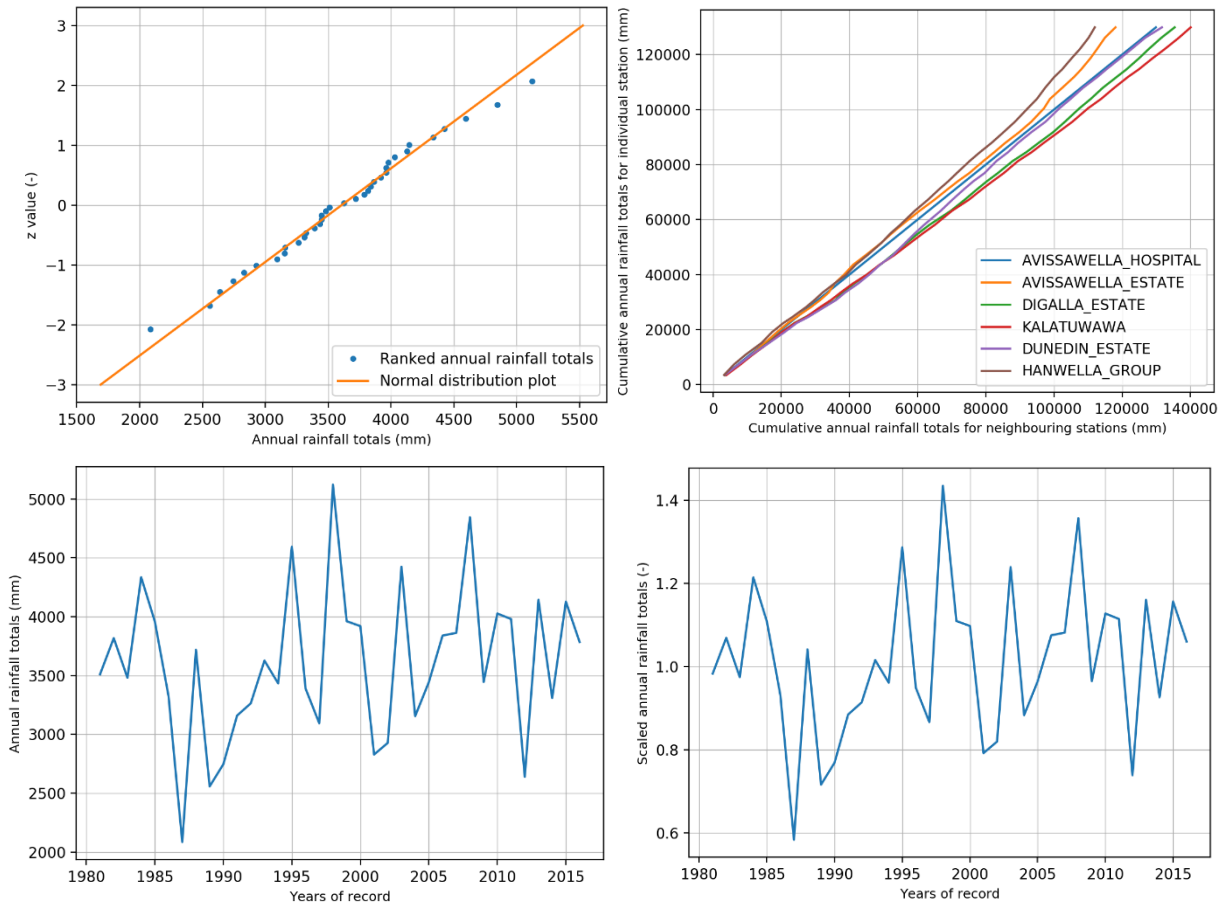 3
2
1
0
−1
−2
−3
z value (-)
1500 2000 2500 3000 3500 4000 4500 5000 5500
Annual rainfall totals (mm)
Ranked annual rainfall totals
Normal distribution plot
120000
100000
80000
60000
40000
20000
0
Cumulative annual rainfall totals for individual station (mm)
0 20000 40000 60000 80000 100000 120000 140000
Cumulative annual rainfall totals for neighbouring stations (mm)
AVISSAWELLA_HOSPITAL
AVISSAWELLA_ESTATE
DIGALLA_ESTATE
KALATUWAWA
DUNEDIN_ESTATE
HANWELLA_GROUP
5000
4500
4000
3500
3000
2500
2000
Annual rainfall totals (mm)
1980 1985 1990 1995 2000 2005 2010 2015
Years of record
1.4
1.2
1.0
0.8
0.6
Scaled annual rainfall totals (-)
1980 1985 1990 1995 2000 2005 2010 2015
Years of record